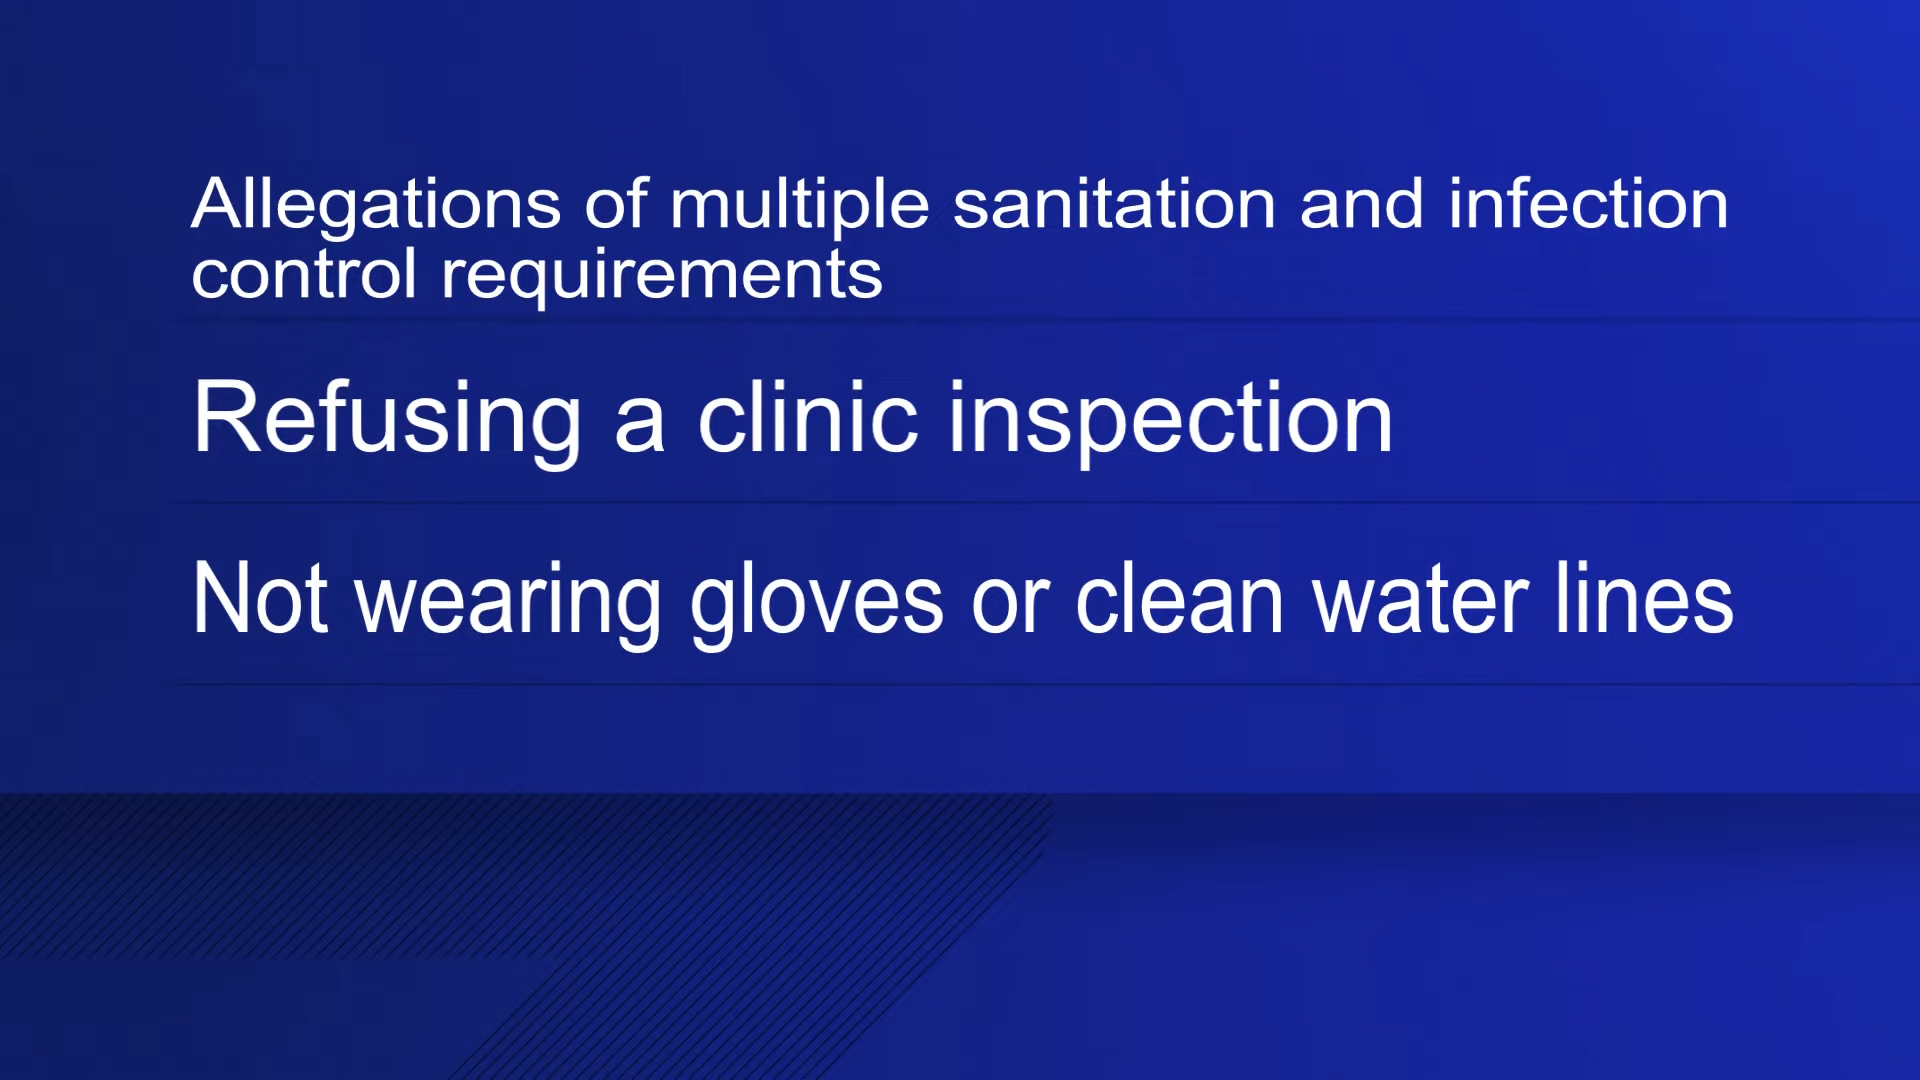 Allegations of multiple sanitation and infection
control requirements
Refusing a clinic inspection
Not wearing gloves or clean water lines